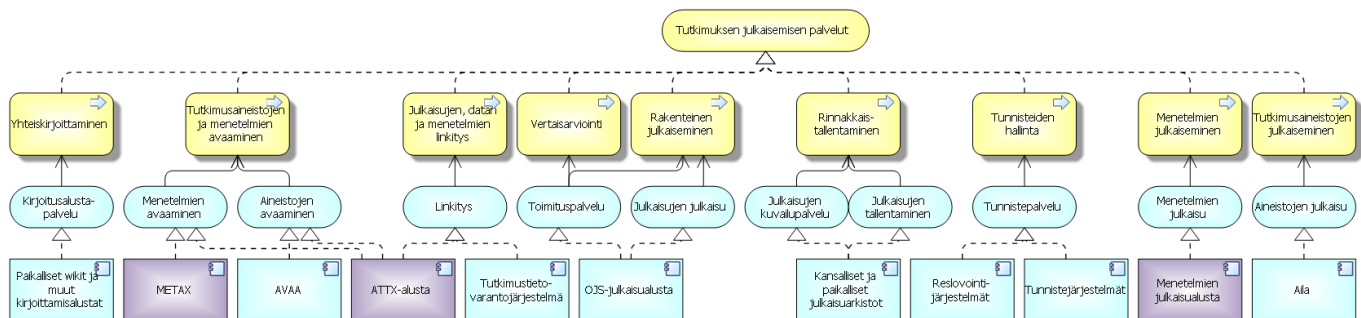 Tutkimuksen julkaisemisen palvelut
Yhteiskirjoittaminen
Tutkimusaineistojen
ja menetelmien
avaaminen
Julkaisujen, datan
ja menetelmien
linkitys
Vertaisarviointi
Rakenteinen
julkaiseminen
Rinnakkais-
tallentaminen
Tunnisteiden
hallinta
Menetelmien
julkaiseminen
Tutkimusaineistojen
julkaiseminen
Kirjoitusalusta-
palvelu
Menetelmien
avaaminen
Aineistojen
avaaminen
Linkitys
Toimituspalvelu
Julkaisujen julkaisu
Julkaisujen
kuvailupalvelu
Julkaisujen
tallentaminen
Tunnistepalvelu
Menetelmien
julkaisu
Aineistojen julkaisu
Paikalliset wikit ja
muut
kirjoittamisalustat
METAX
AVAA
ATTX-alusta
Tutkimustieto-
varantojärjestelmä
OJS-julkaisualusta
Kansalliset ja
paikalliset
julkaisuarkistot
Reslovointi-
järjestelmät
Tunnistejärjestelmät
Menetelmien
julkaisualusta
Aila